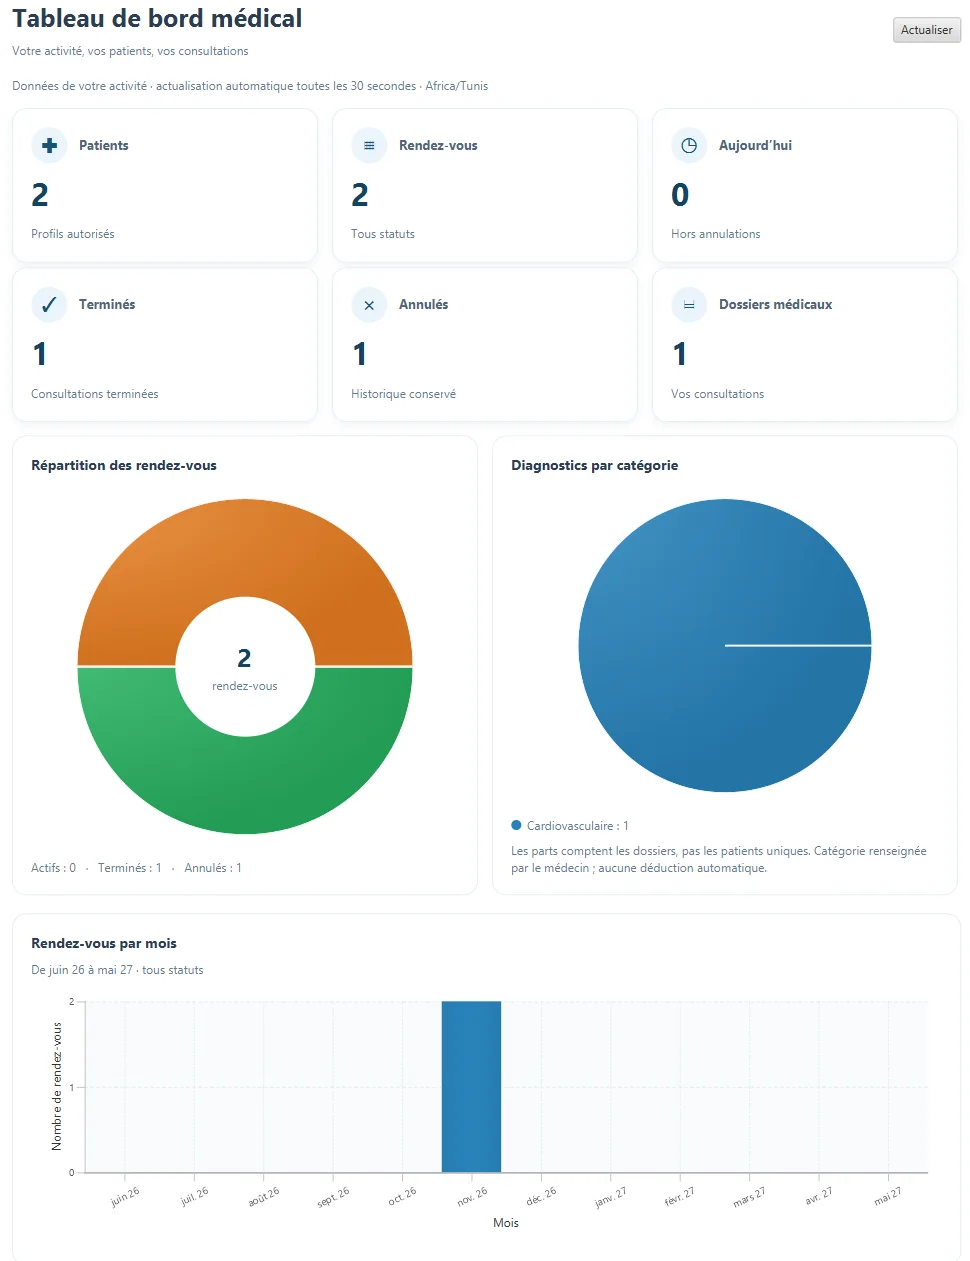 Tableau de bord médical
Actualiser
Votre activité, vos patients, vos consultations
Données de votre activité · actualisation automatique toutes les 30 secondes · Africa/Tunis
Patients
2
Profils autorisés
Rendez-vous
2
Tous statuts
Aujourd’hui
0
Hors annulations
Terminés
1
Consultations terminées
Annulés
1
Historique conservé
Dossiers médicaux
1
Vos consultations
Répartition des rendez-vous
2
rendez-vous
Actifs : 0 · Terminés : 1 · Annulés : 1
Diagnostics par catégorie
Cardiovasculaire : 1
Les parts comptent les dossiers, pas les patients uniques. Catégorie renseignée
par le médecin ; aucune déduction automatique.
Rendez-vous par mois
De juin 26 à mai 27 · tous statuts
Nombre de rendez-vous
2
1
0
juin 26
juil. 26
août 26
sept. 26
oct. 26
nov. 26
déc. 26
janv. 27
févr. 27
mars 27
avr. 27
mai 27
Mois